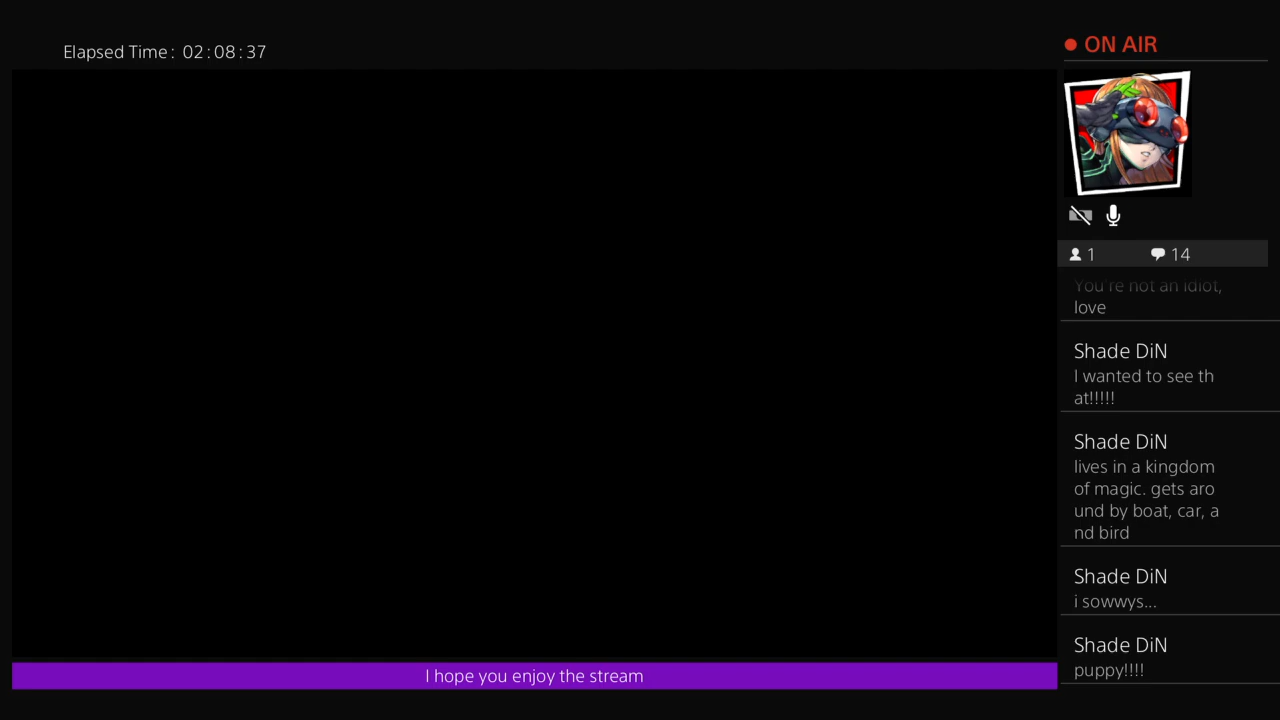 Elapsed Time: 02:08:37
ON AIR
1 14
You're not an idiot,
love
Shade DiN
I wanted to see th
at!!!!!
Shade DiN
lives in a kingdom
of magic. gets aro
und by boat, car, a
nd bird
Shade DiN
i sowwys...
Shade DiN
puppy!!!!
I hope you enjoy the stream